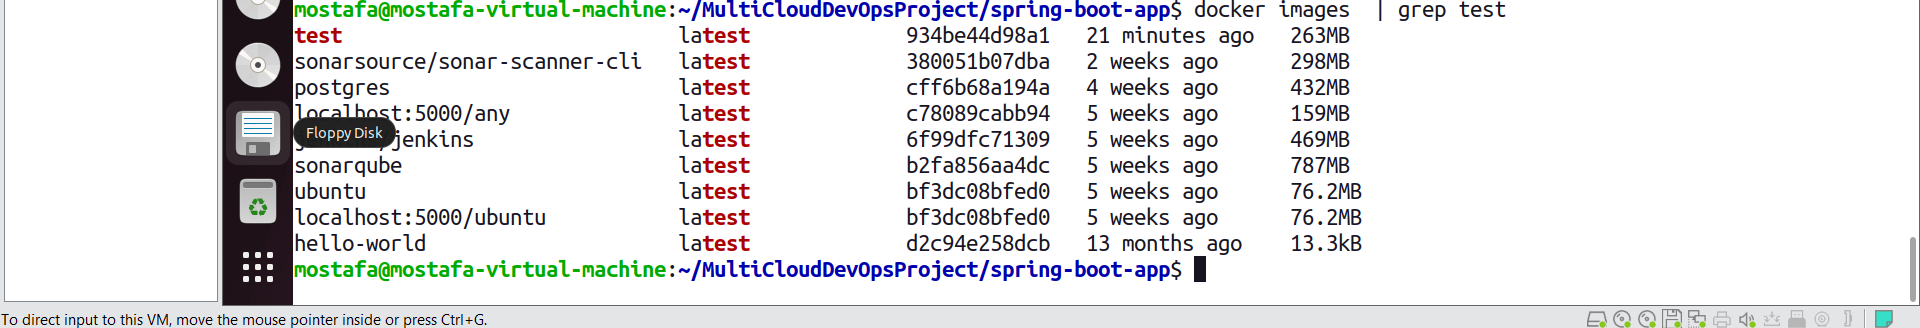 mostafa@mostafa-virtual-machine:~/MultiCloudDevOpsProject/spring-boot-app$ docker images  | grep test
test latest 934be44d98a1 21 minutes ago 263MB
sonarsource/sonar-scanner-cli latest 380051b07dba 2 weeks ago 298MB
postgres latest cff6b68a194a 4 weeks ago 432MB
localhost:5000/any latest c78089cabb94 5 weeks ago 159MB
Floppy Disk
jenkins latest 6f99dfc71309 5 weeks ago 469MB
sonarqube latest b2fa856aa4dc 5 weeks ago 787MB
ubuntu latest bf3dc08bfed0 5 weeks ago 76.2MB
localhost:5000/ubuntu latest bf3dc08bfed0 5 weeks ago 76.2MB
hello-world latest d2c94e258dcb 13 months ago 13.3kB
mostafa@mostafa-virtual-machine:~/MultiCloudDevOpsProject/spring-boot-app$
To direct input to this VM, move the mouse pointer inside or press Ctrl+G.